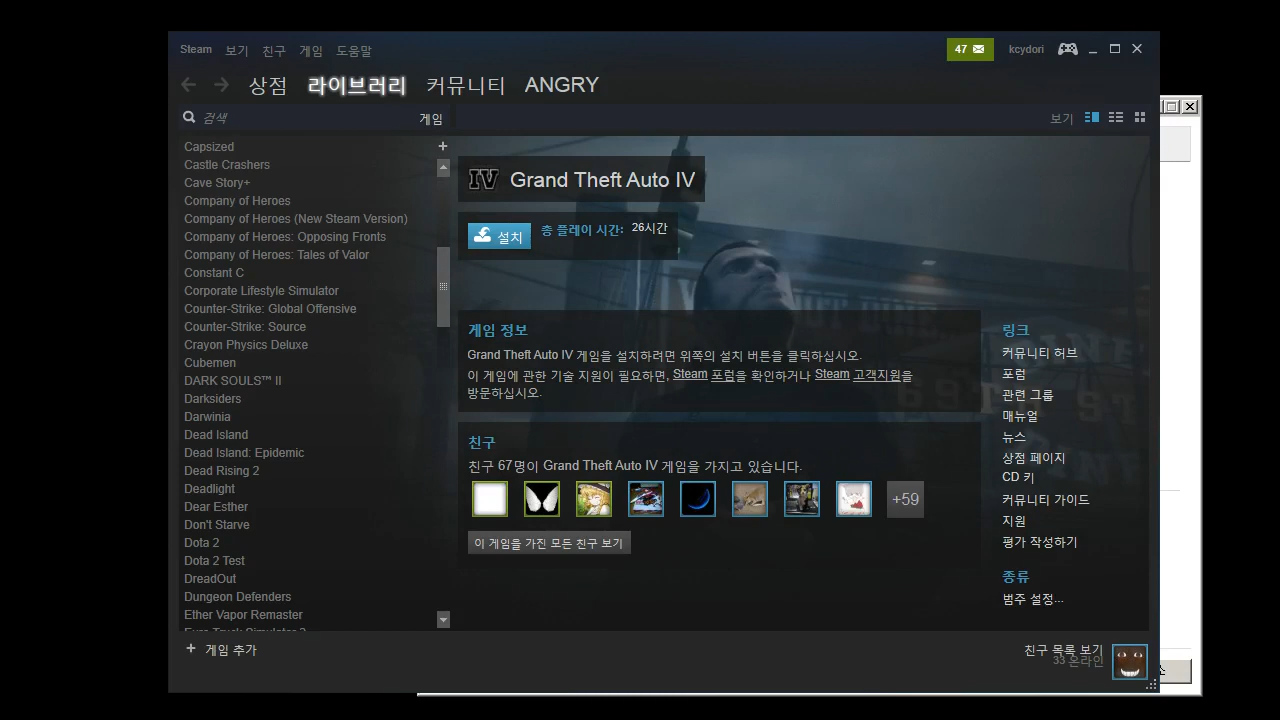 Steam 보기 친구 게임 도움말
47 kcydori
상점 라이브러리 커뮤니티 ANGRY
검색 게임 보기
Capsized
Castle Crashers
Cave Story+
Company of Heroes
Company of Heroes (New Steam Version)
Company of Heroes: Opposing Fronts
Company of Heroes: Tales of Valor
Constant C
Corporate Lifestyle Simulator
Counter-Strike: Global Offensive
Counter-Strike: Source
Crayon Physics Deluxe
Cubemen
DARK SOULS™ II
Darksiders
Darwinia
Dead Island
Dead Island: Epidemic
Dead Rising 2
Deadlight
Dear Esther
Don't Starve
Dota 2
Dota 2 Test
DreadOut
Dungeon Defenders
Ether Vapor Remaster
Euro Truck Simulator 2
+ 게임 추가
IV Grand Theft Auto IV
설치 총 플레이 시간: 26시간
게임 정보
Grand Theft Auto IV 게임을 설치하려면 위쪽의 설치 버튼을 클릭하십시오.
이 게임에 관한 기술 지원이 필요하면, Steam 포럼을 확인하거나 Steam 고객지원을
방문하십시오.
친구
친구 67명이 Grand Theft Auto IV 게임을 가지고 있습니다.
+59
이 게임을 가진 모든 친구 보기
링크
커뮤니티 허브
포럼
관련 그룹
매뉴얼
뉴스
상점 페이지
CD 키
커뮤니티 가이드
지원
평가 작성하기
종류
범주 설정...
친구 목록 보기
33 온라인